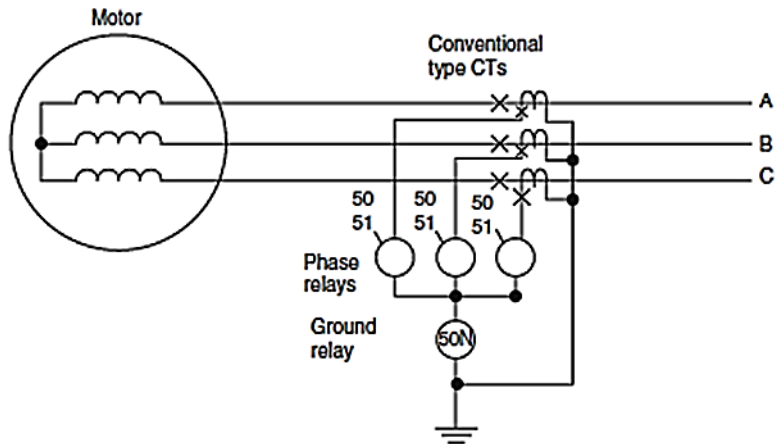 Motor
Conventional
type CTs
A
B
C
50 50 50
51 51 51
Phase
relays
Ground
relay
50N